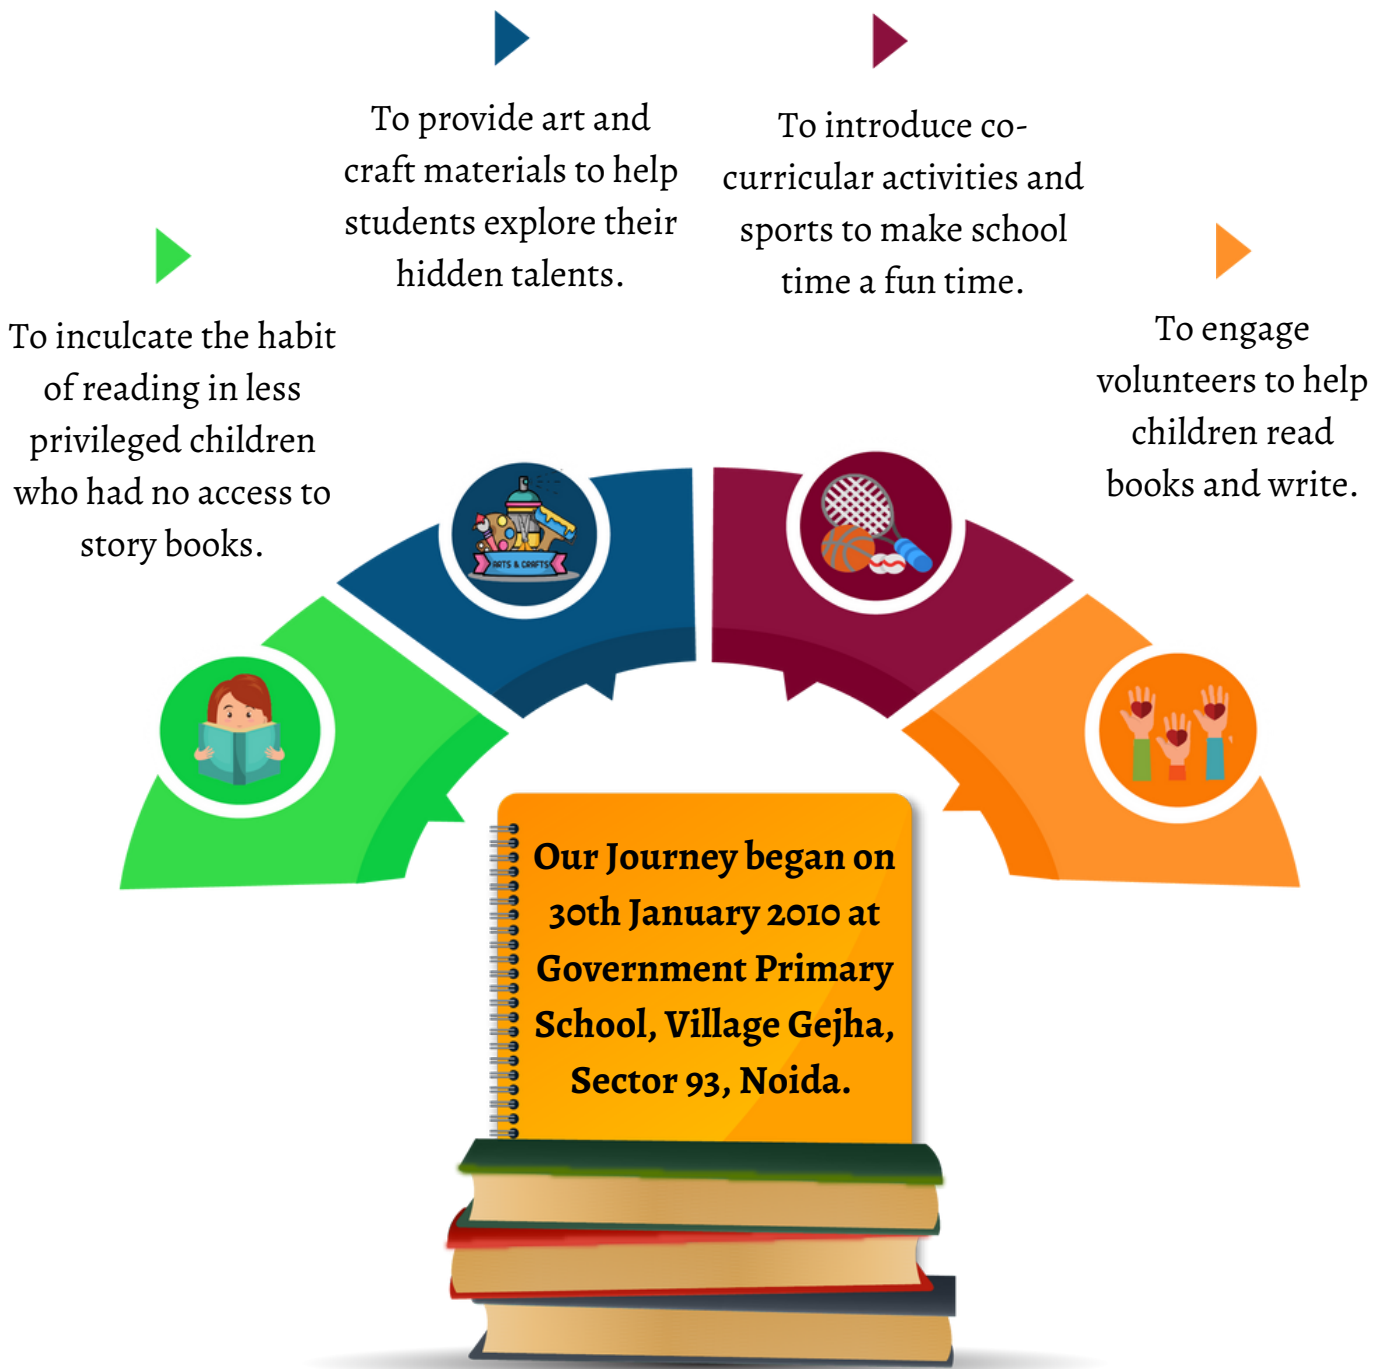 To inculcate the habit
of reading in less
privileged children
who had no access to
story books.
To provide art and
craft materials to help
students explore their
hidden talents.
To introduce co-
curricular activities and
sports to make school
time a fun time.
To engage
volunteers to help
children read
books and write.
ARTS & CRAFTS
Our Journey began on
30th January 2010 at
Government Primary
School, Village Gejha,
Sector 93, Noida.